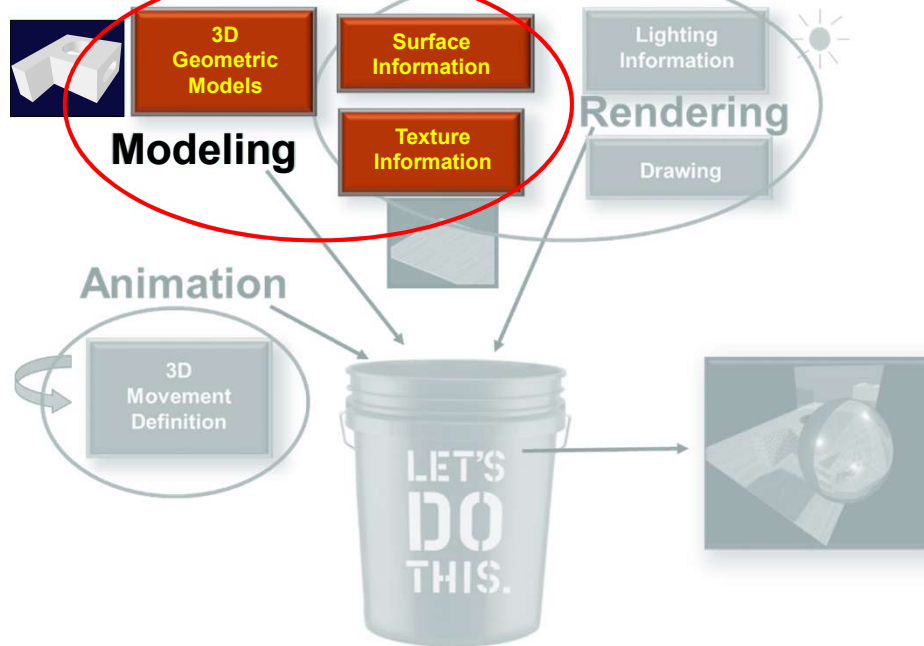 3D
Geometric
Models
Surface
Information
Lighting
Information
Modeling
Texture
Information
Rendering
Drawing
Animation
3D
Movement
Definition
LET'S
DO
THIS.